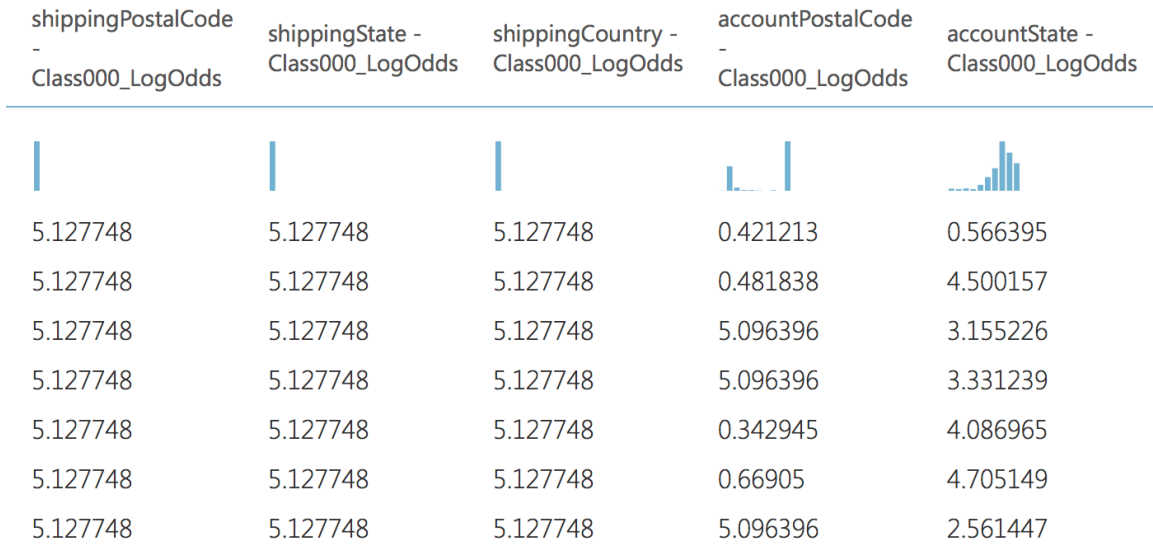 shippingPostalCode - Class000_LogOdds shippingState - Class000_LogOdds shippingCountry - Class000_LogOdds accountPostalCode - Class000_LogOdds accountState - Class000_LogOdds
5.127748 5.127748 5.127748 0.421213 0.566395
5.127748 5.127748 5.127748 0.481838 4.500157
5.127748 5.127748 5.127748 5.096396 3.155226
5.127748 5.127748 5.127748 5.096396 3.331239
5.127748 5.127748 5.127748 0.342945 4.086965
5.127748 5.127748 5.127748 0.66905 4.705149
5.127748 5.127748 5.127748 5.096396 2.561447